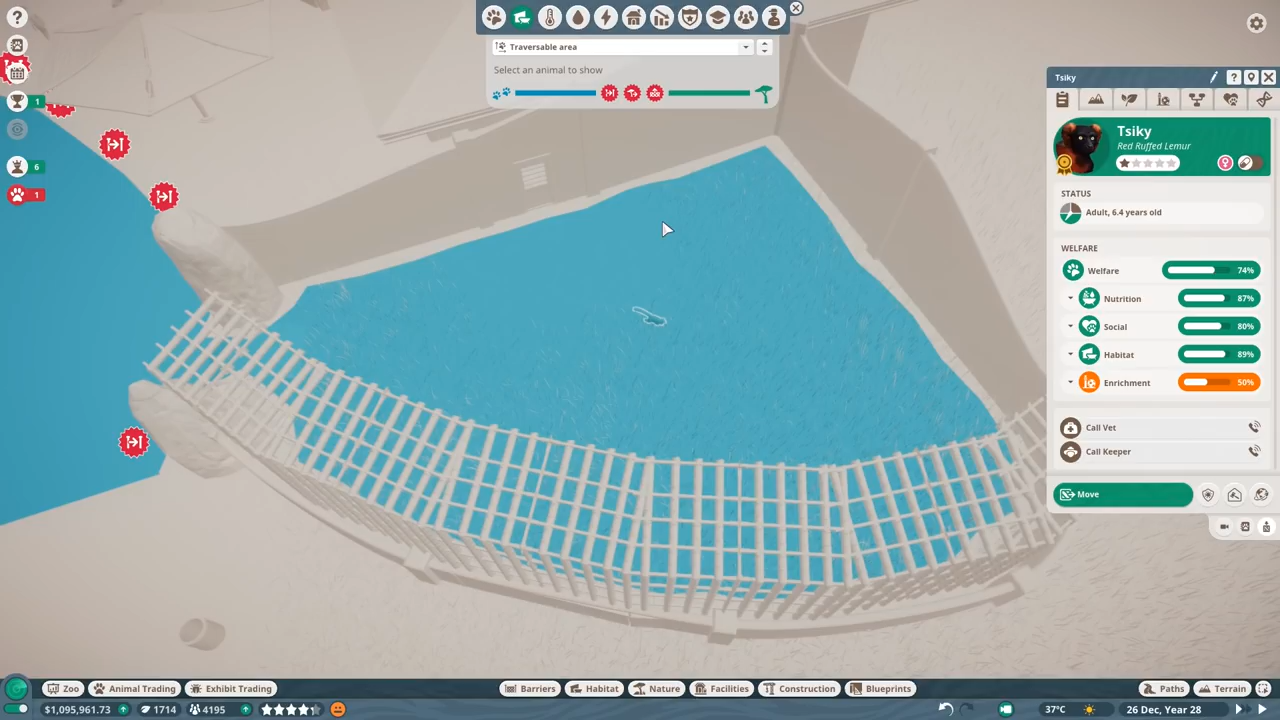 Traversable area
Select an animal to show
1
6
1
Tsiky
Tsiky
Red Ruffed Lemur
STATUS
Adult, 6.4 years old
WELFARE
Welfare 74%
Nutrition 87%
Social 80%
Habitat 89%
Enrichment 50%
Call Vet
Call Keeper
Move
Zoo Animal Trading Exhibit Trading Barriers Habitat Nature Facilities Construction Blueprints Paths Terrain
$1,095,961.73 1714 4195 37°C 26 Dec, Year 28